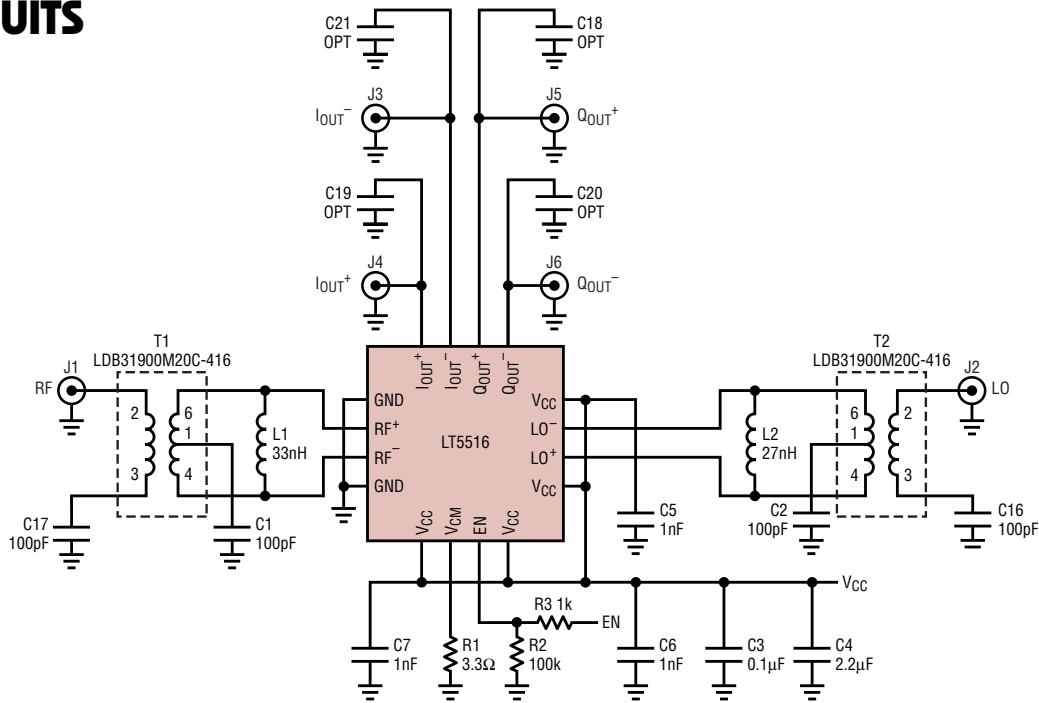 UITS
C21
OPT
C18
OPT
J3
IOUT−
J5
QOUT+
C19
OPT
C20
OPT
J4
IOUT+
J6
QOUT−
T1
LDB31900M20C-416
T2
LDB31900M20C-416
J1
RF
J2
LO
2
3
6
1
4
L1
33nH
C17
100pF
C1
100pF
IOUT+
IOUT−
QOUT+
QOUT−
GND
RF+
RF−
GND
LT5516
VCC
LO−
LO+
VCC
VCC
VCM
EN
VCC
L2
27nH
6
1
4
2
3
C5
1nF
C2
100pF
C16
100pF
VCC
R3 1k
EN
C7
1nF
R1
3.3Ω
R2
100k
C6
1nF
C3
0.1µF
C4
2.2µF